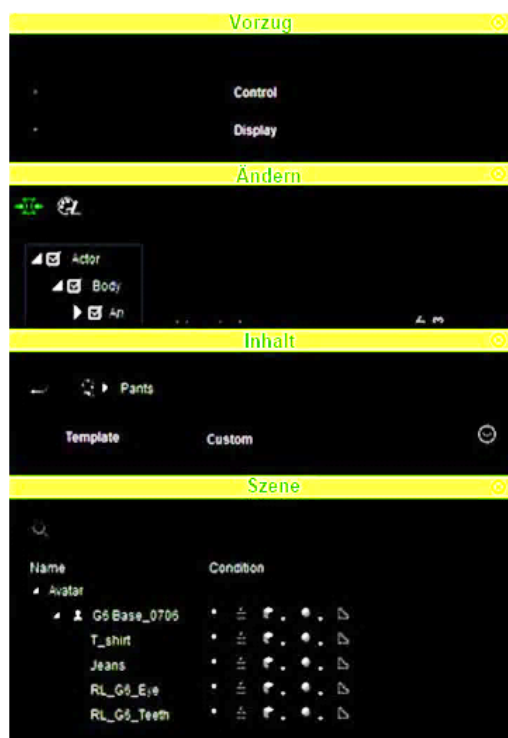 Vorzug
Control
Display
Ändern
Actor
Body
An
Inhalt
Pants
Template Custom
Szene
Name Condition
Avatar
G6 Base_0706
T_shirt
Jeans
RL_G6_Eye
RL_G6_Teeth